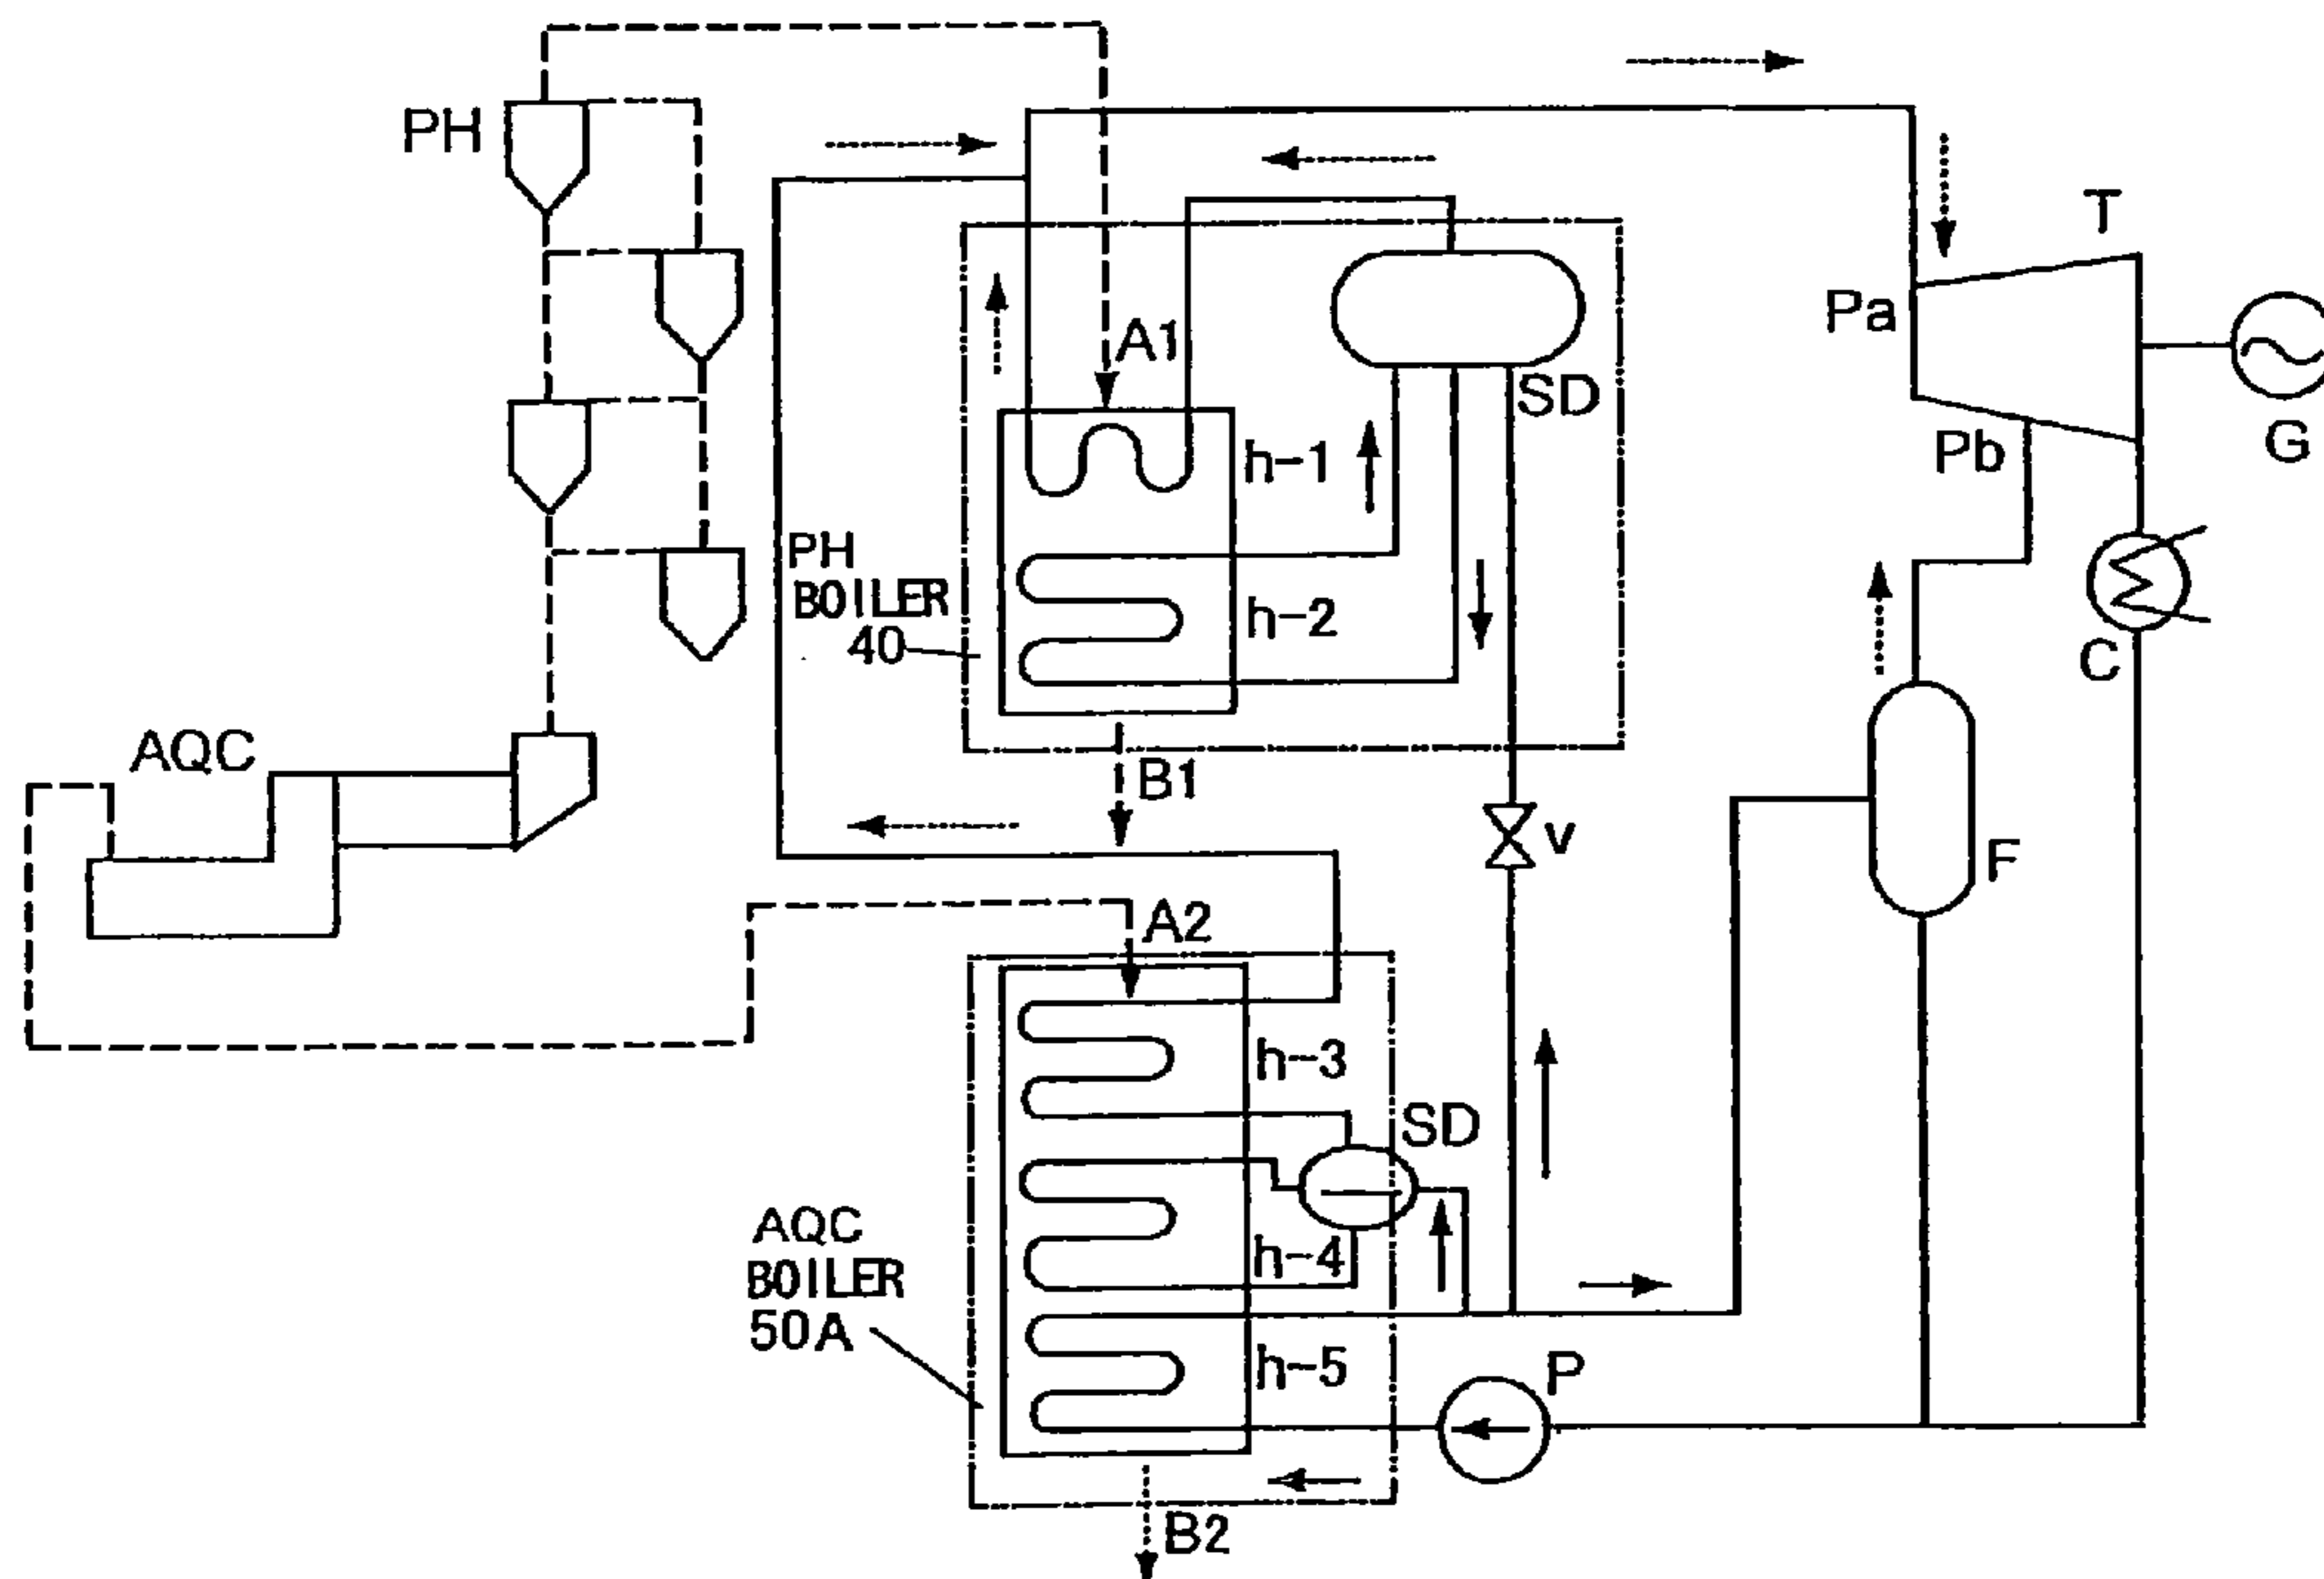 PH
T
Pa
A1
SD
G
h-1
Pb
PH
BOILER
40
h-2
C
AQC
B1
v
F
A2
h-3
SD
AQC
BOILER
50A
h-4
h-5
P
B2